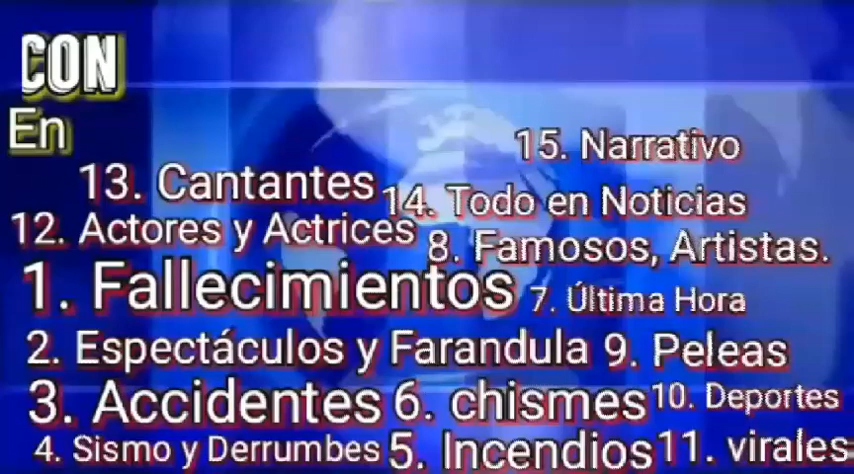 CON
En
15. Narrativo
13. Cantantes
14. Todo en Noticias
12. Actores y Actrices
8. Famosos, Artistas.
1. Fallecimientos
7. Última Hora
2. Espectáculos y Farandula
9. Peleas
3. Accidentes
6. chismes
10. Deportes
4. Sismo y Derrumbes
5. Incendios
11. virales